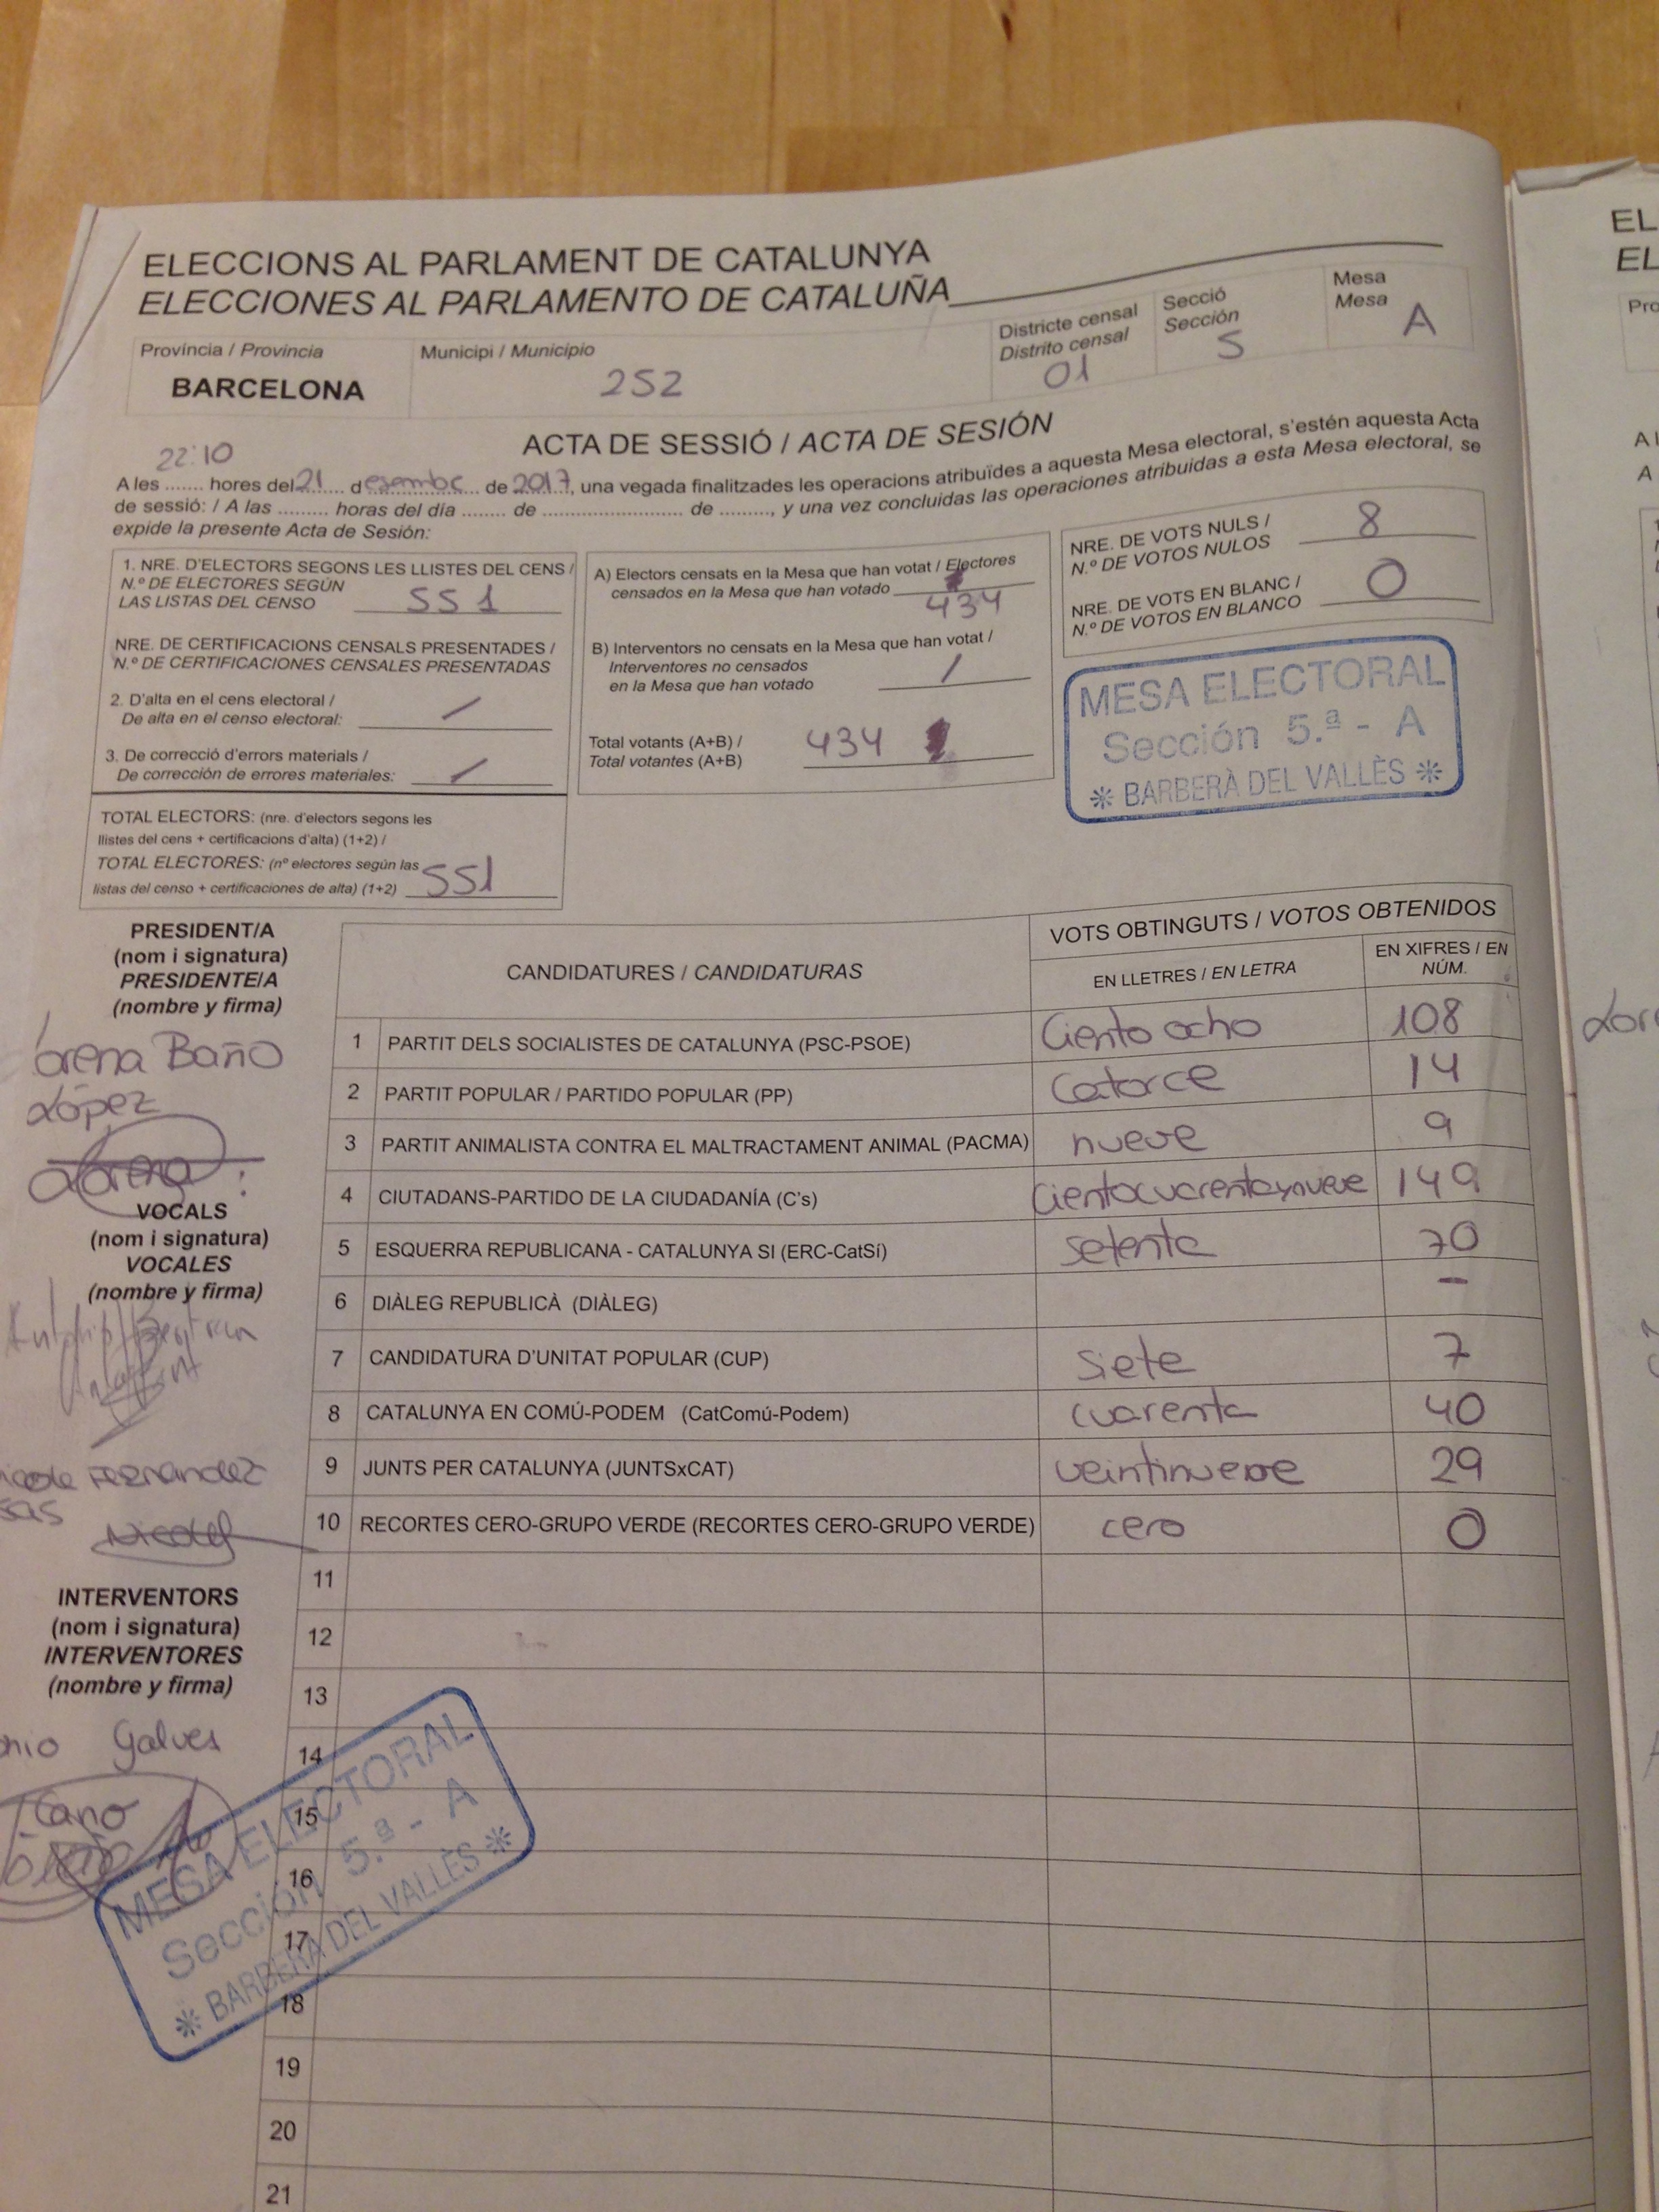 ELECCIONS AL PARLAMENT DE CATALUNYA
ELECCIONES AL PARLAMENTO DE CATALUÑA
Província / Provincia
BARCELONA
Municipi / Municipio
252
Districte censal
Distrito censal
01
Secció
Sección
5
Mesa
Mesa
A
ACTA DE SESSIÓ / ACTA DE SESIÓN
22:10
A les ....... hores del 21 desembre de 2017, una vegada finalitzades les operacions atribuïdes a aquesta Mesa electoral, s'estén aquesta Acta
de sessió: / A las ......... horas del día ........ de ........................ de ........., y una vez concluidas las operaciones atribuidas a esta Mesa electoral, se
expide la presente Acta de Sesión:
1. NRE. D'ELECTORS SEGONS LES LLISTES DEL CENS /
N.º DE ELECTORES SEGÚN
LAS LISTAS DEL CENSO 551
NRE. DE CERTIFICACIONS CENSALS PRESENTADES /
N.º DE CERTIFICACIONES CENSALES PRESENTADAS
2. D'alta en el cens electoral /
De alta en el censo electoral: /
3. De correcció d'errors materials /
De corrección de errores materiales: /
TOTAL ELECTORS: (nre. d'electors segons les
llistes del cens + certificacions d'alta) (1+2) /
TOTAL ELECTORES: (nº electores según las
listas del censo + certificaciones de alta) (1+2) 551
A) Electors censats en la Mesa que han votat / Electores
censados en la Mesa que han votado
434
B) Interventors no censats en la Mesa que han votat /
Interventores no censados
en la Mesa que han votado /
Total votants (A+B) /
Total votantes (A+B) 434
NRE. DE VOTS NULS /
N.º DE VOTOS NULOS 8
NRE. DE VOTS EN BLANC /
N.º DE VOTOS EN BLANCO 0
MESA ELECTORAL
Sección 5.ª - A
* BARBERÀ DEL VALLÈS *
PRESIDENT/A
(nom i signatura)
PRESIDENTE/A
(nombre y firma)
Lorena Baño
López
Lorena
VOCALS
(nom i signatura)
VOCALES
(nombre y firma)
Fernandez
INTERVENTORS
(nom i signatura)
INTERVENTORES
(nombre y firma)
Galves
Cano
CANDIDATURES / CANDIDATURAS
VOTS OBTINGUTS / VOTOS OBTENIDOS
EN LLETRES / EN LETRA
EN XIFRES / EN
NÚM.
1 PARTIT DELS SOCIALISTES DE CATALUNYA (PSC-PSOE) Ciento ocho 108
2 PARTIT POPULAR / PARTIDO POPULAR (PP) Catorce 14
3 PARTIT ANIMALISTA CONTRA EL MALTRACTAMENT ANIMAL (PACMA) nueve 9
4 CIUTADANS-PARTIDO DE LA CIUDADANÍA (C's) Cientocuarentaynueve 149
5 ESQUERRA REPUBLICANA - CATALUNYA SI (ERC-CatSí) setenta 70
6 DIÀLEG REPUBLICÀ (DIÀLEG) -
7 CANDIDATURA D'UNITAT POPULAR (CUP) Siete 7
8 CATALUNYA EN COMÚ-PODEM (CatComú-Podem) cuarenta 40
9 JUNTS PER CATALUNYA (JUNTSxCAT) veintinueve 29
10 RECORTES CERO-GRUPO VERDE (RECORTES CERO-GRUPO VERDE) cero 0
11
12
13
14
15
16
17
18
19
20
21
MESA ELECTORAL
Sección 5.ª - A
* BARBERÀ DEL VALLÈS *
EL
EL